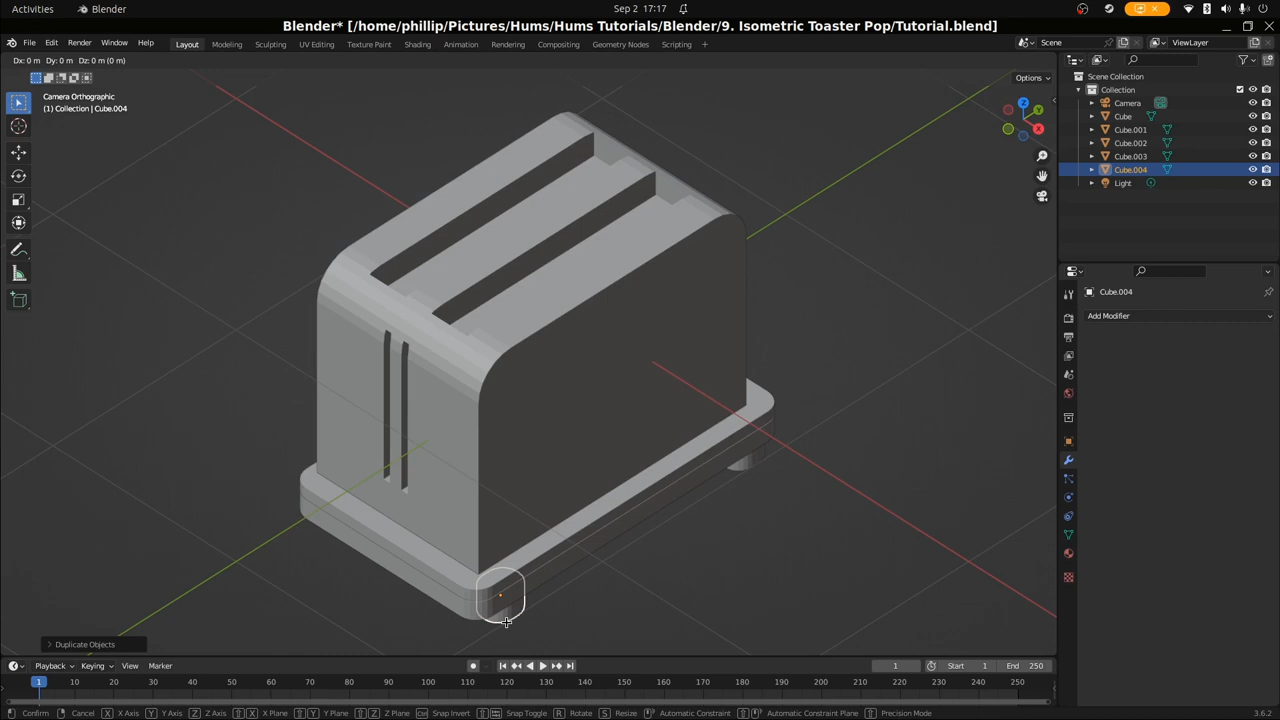 Activities
Blender
Sep 2 17:17
Blender* [/home/phillip/Pictures/Hums/Hums Tutorials/Blender/9. Isometric Toaster Pop/Tutorial.blend]
File Edit Render Window Help
Layout Modeling Sculpting UV Editing Texture Paint Shading Animation Rendering Compositing Geometry Nodes Scripting +
Scene
ViewLayer
Dx: 0 m Dy: 0 m Dz: 0 m (0 m)
Options
Camera Orthographic
(1) Collection | Cube.004
Z
Y
X
Scene Collection
Collection
Camera
Cube
Cube.001
Cube.002
Cube.003
Cube.004
Light
Cube.004
Add Modifier
Duplicate Objects
Playback Keying View Marker
1
Start 1
End 250
1 10 20 30 40 50 60 70 80 90 100 110 120 130 140 150 160 170 180 190 200 210 220 230 240 250
Confirm Cancel X X Axis Y Y Axis Z Z Axis X X Plane Y Y Plane Z Z Plane Ctrl Snap Invert Snap Toggle R Rotate S Resize Automatic Constraint Automatic Constraint Plane Precision Mode
3.6.2